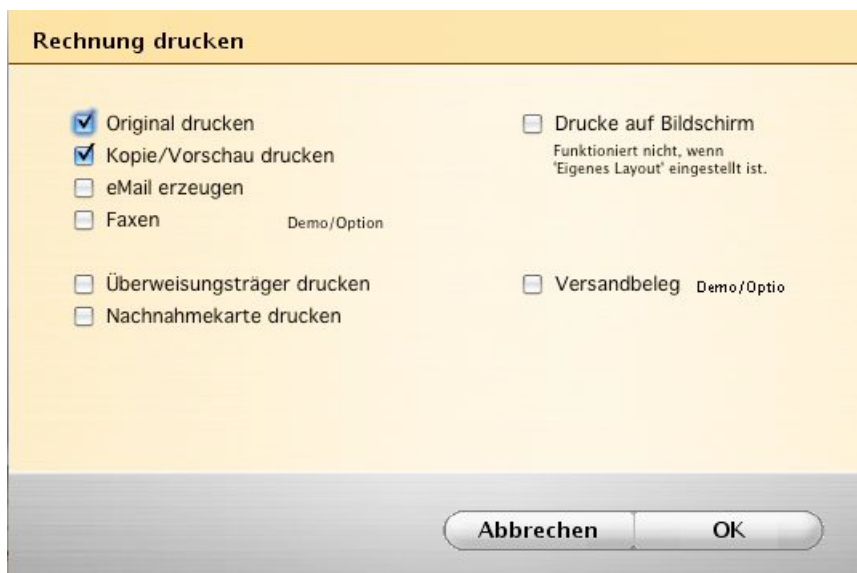 Rechnung drucken
Original drucken
Kopie/Vorschau drucken
eMail erzeugen
Faxen Demo/Option
Drucke auf Bildschirm
Funktioniert nicht, wenn
'Eigenes Layout' eingestellt ist.
Überweisungsträger drucken
Nachnahmekarte drucken
Versandbeleg Demo/Optio
Abbrechen OK